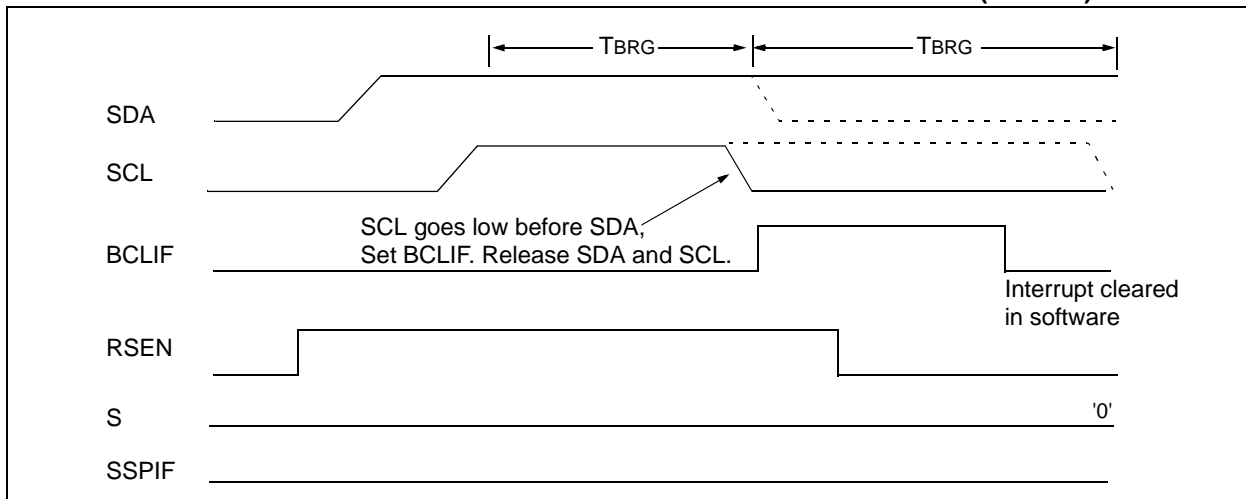 TBRG TBRG
SDA
SCL
SCL goes low before SDA,
Set BCLIF. Release SDA and SCL.
BCLIF
Interrupt cleared
in software
RSEN
S '0'
SSPIF